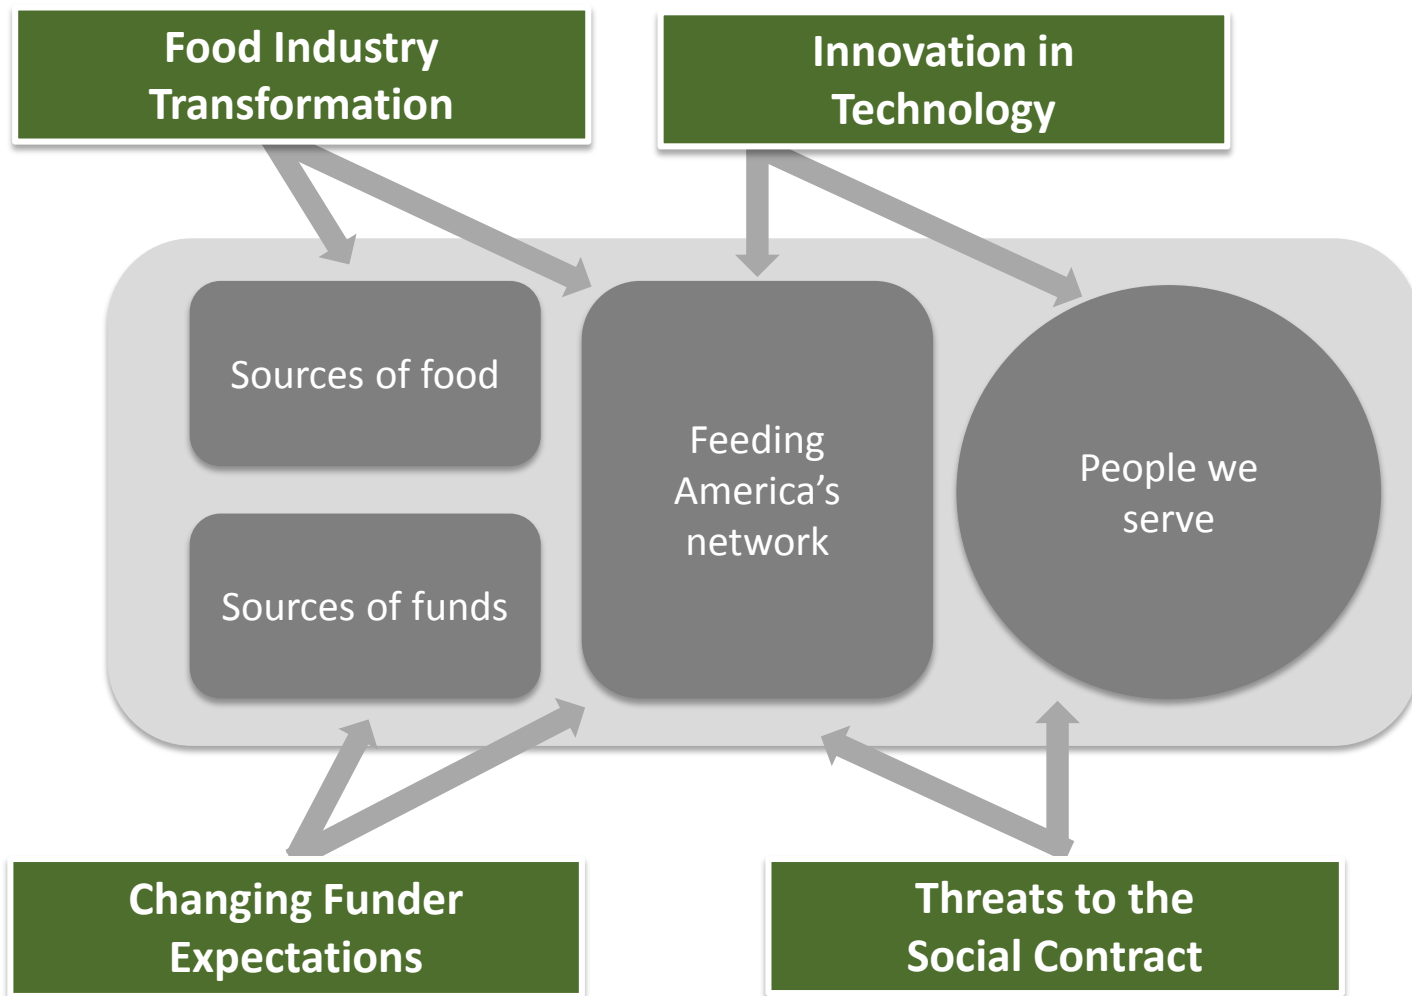 Food Industry
Transformation
Innovation in
Technology
Sources of food
Sources of funds
Feeding
America’s
network
People we
serve
Changing Funder
Expectations
Threats to the
Social Contract